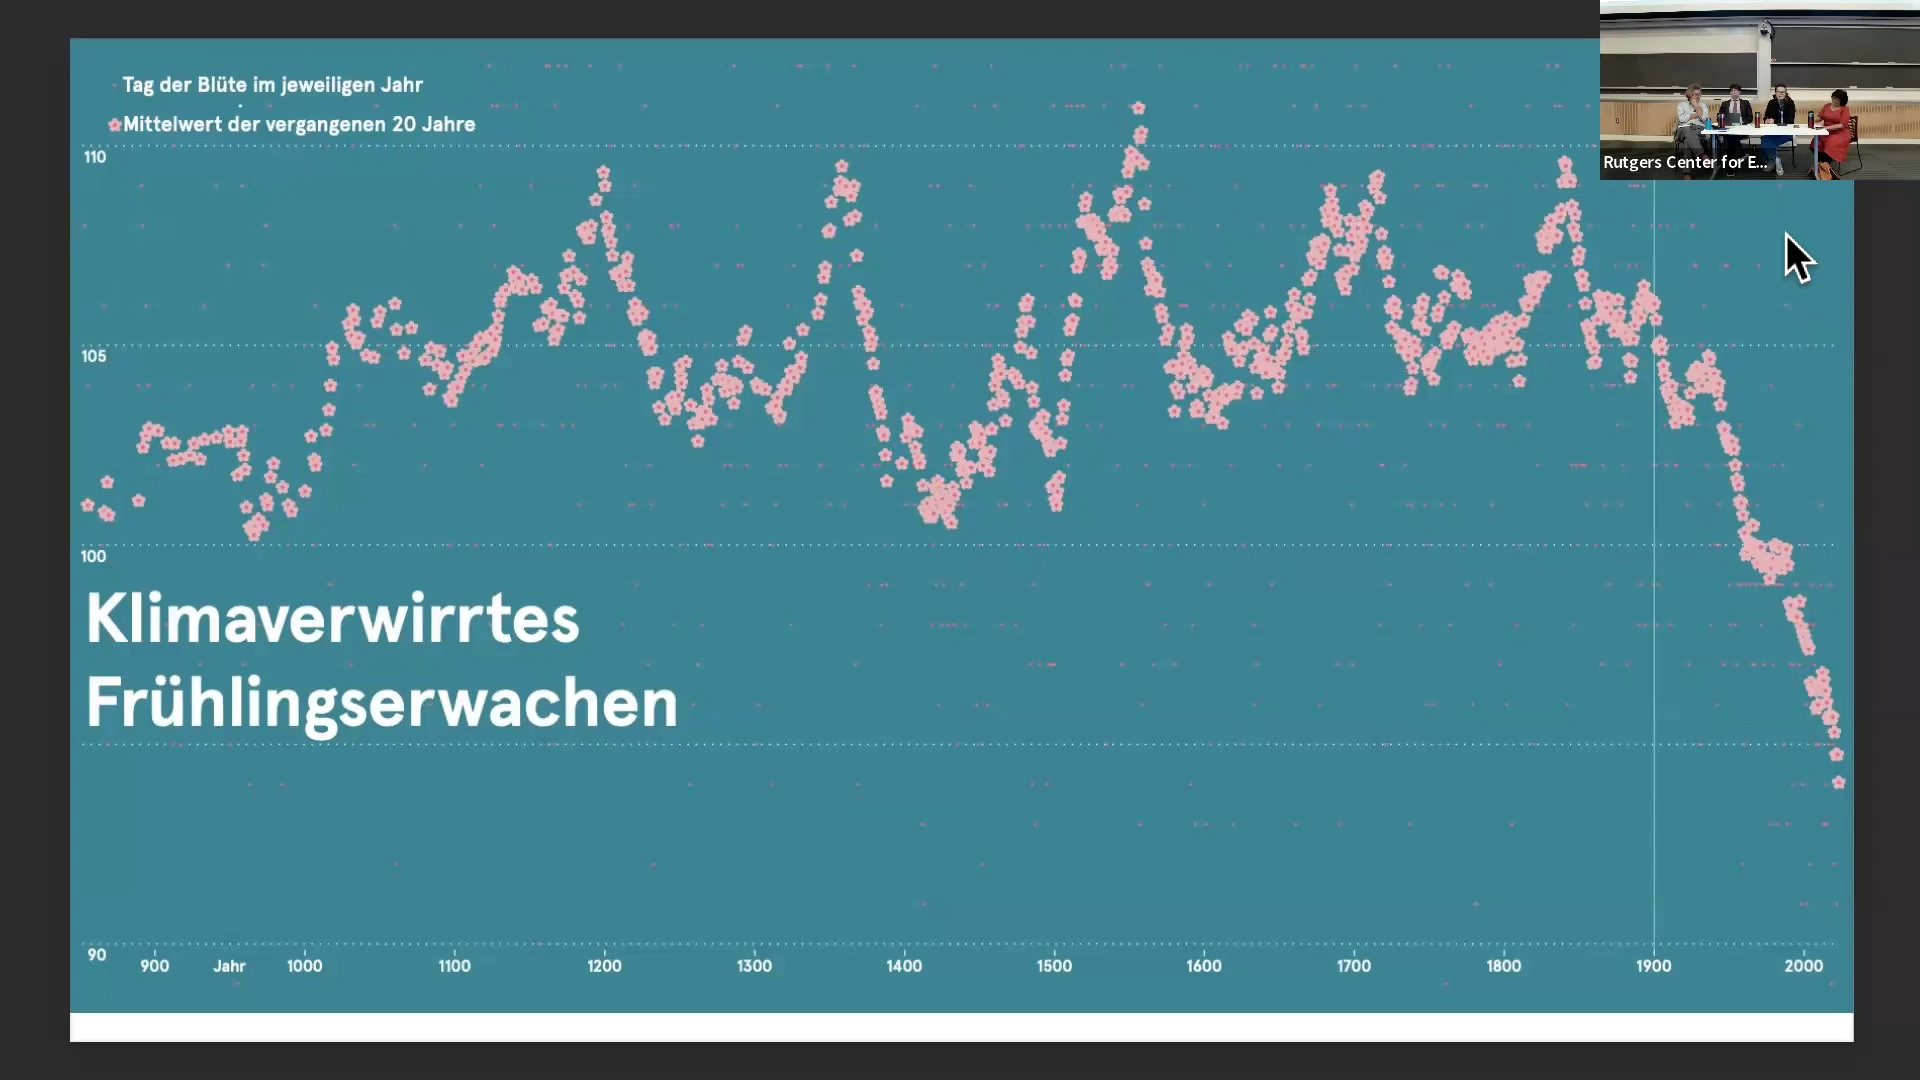 Tag der Blüte im jeweiligen Jahr
Mittelwert der vergangenen 20 Jahre
Rutgers Center for E...
110
105
100
Klimaverwirrtes
Frühlingserwachen
90
900 Jahr 1000 1100 1200 1300 1400 1500 1600 1700 1800 1900 2000